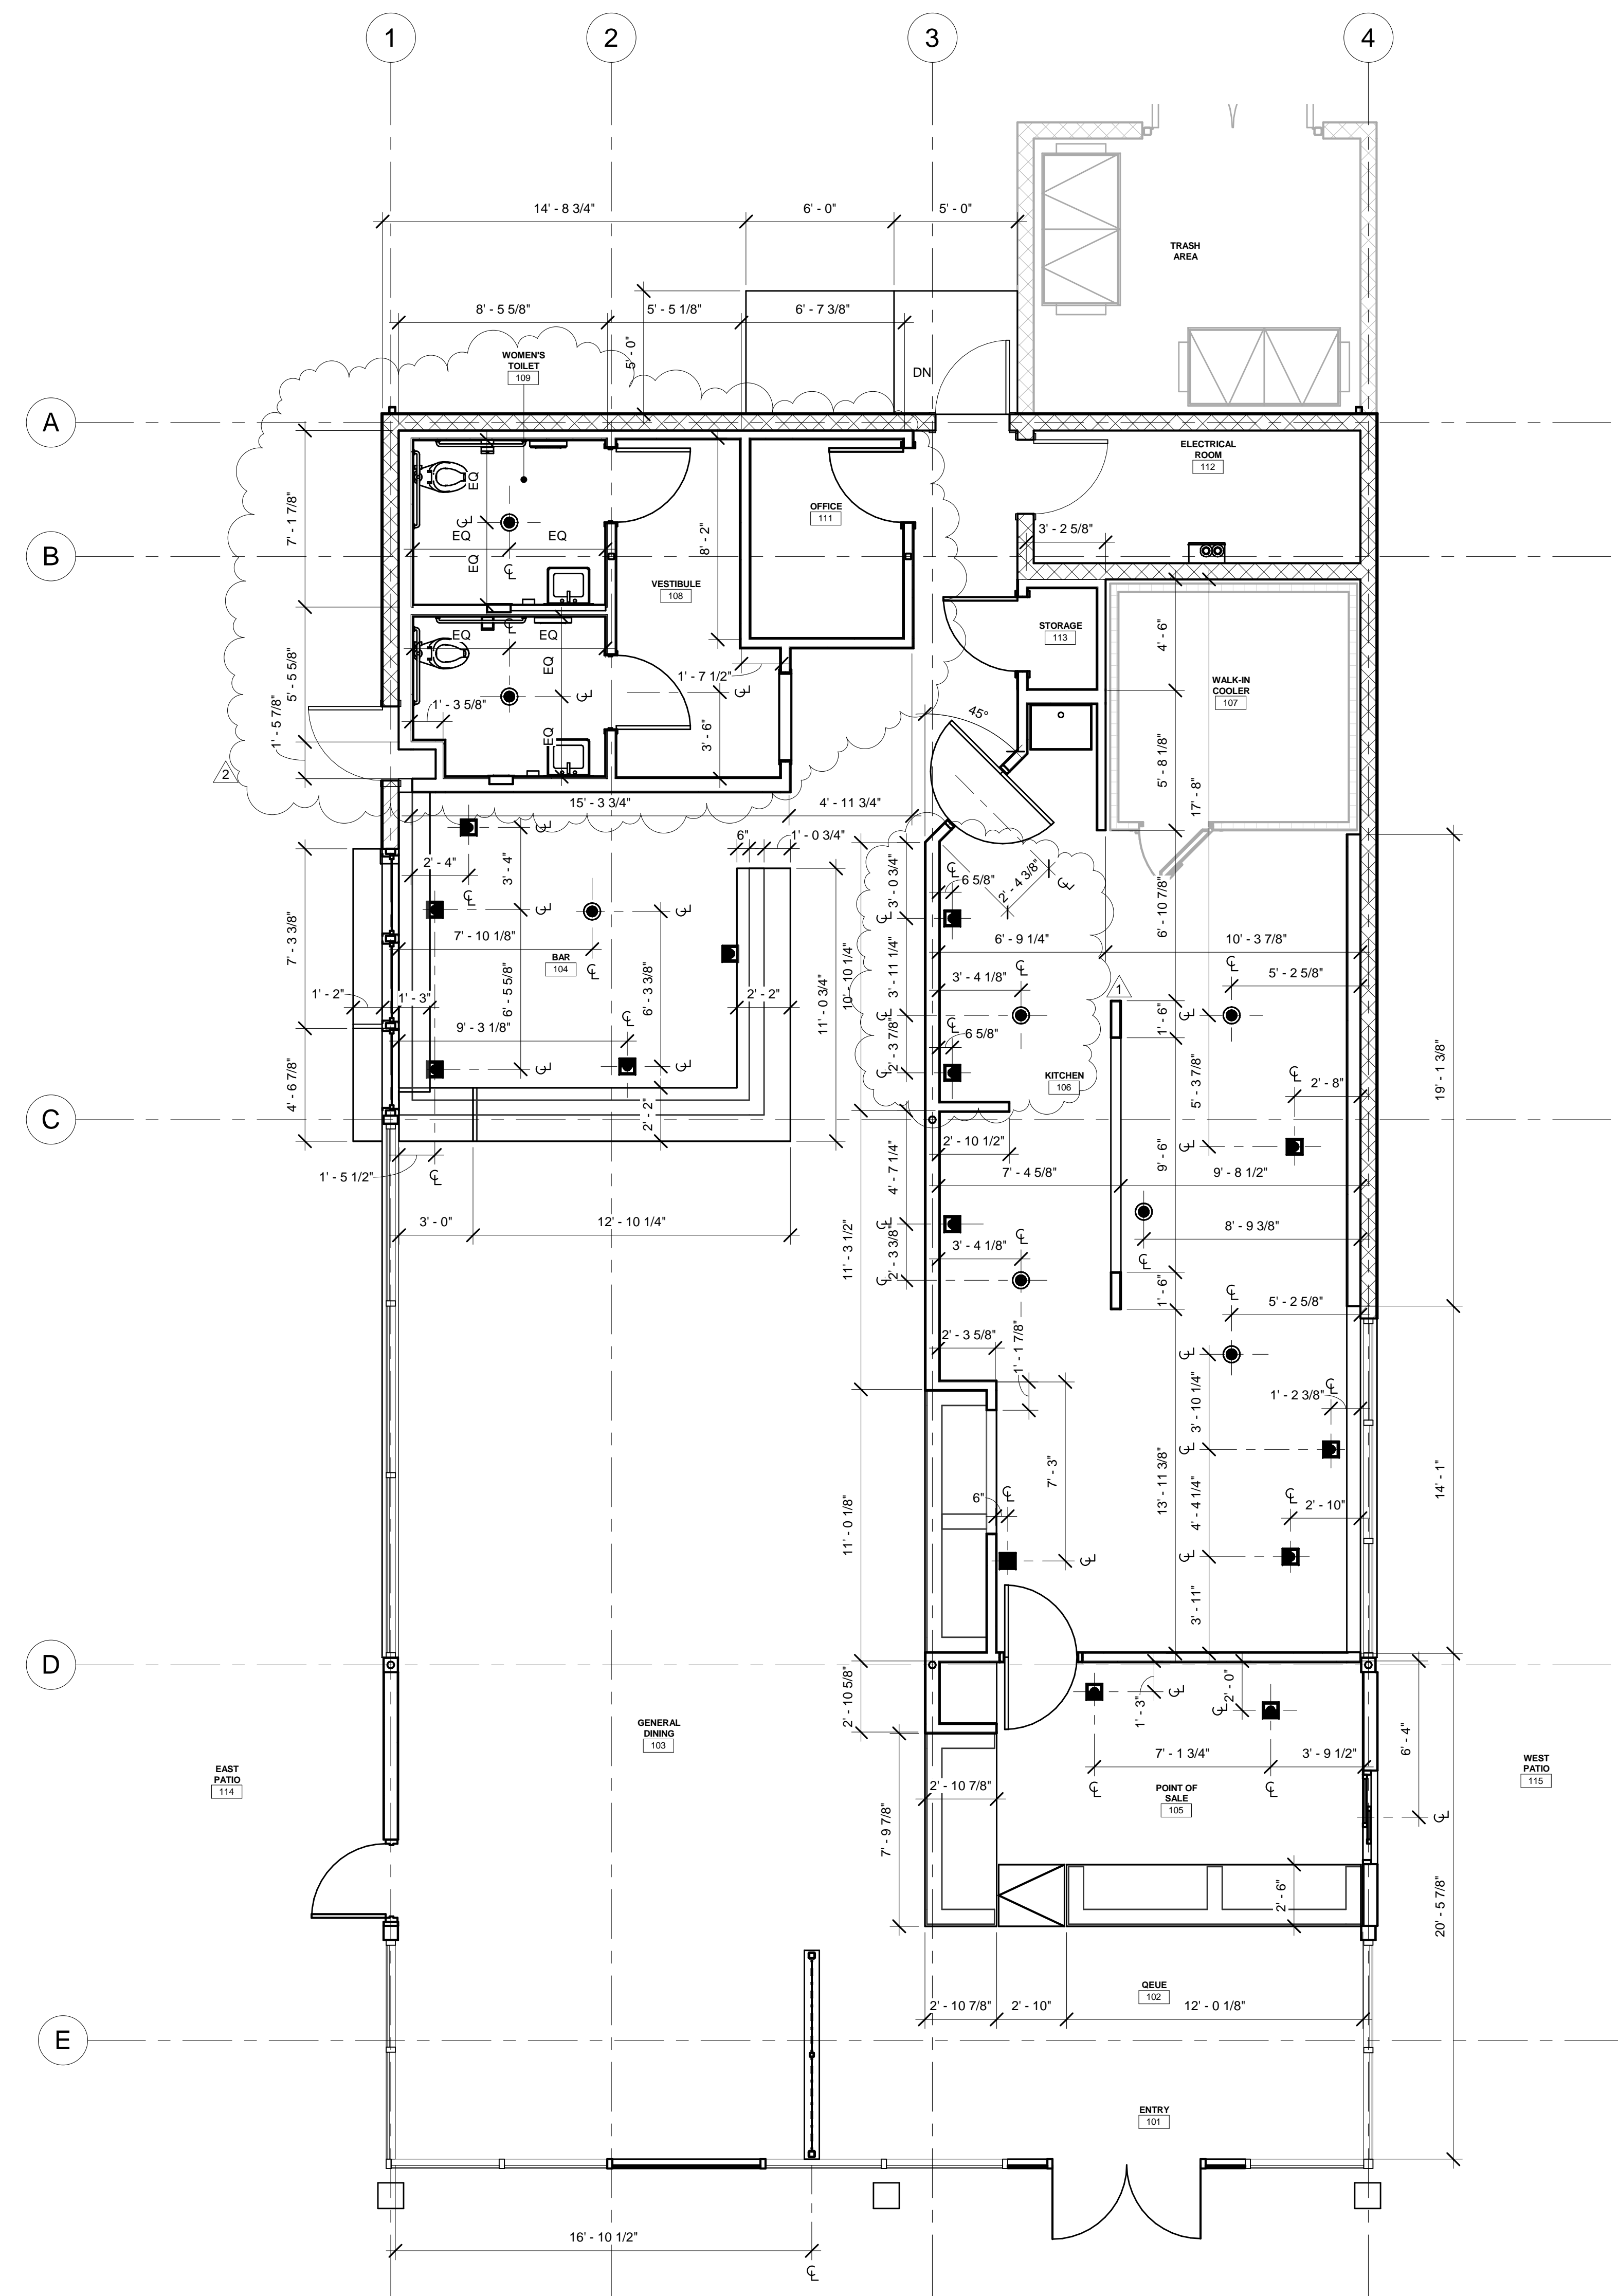 1
2
3
4
TRASH
AREA
14' - 8 3/4"
6' - 0"
5' - 0"
8' - 5 5/8"
5' - 5 1/8"
6' - 7 3/8"
5' - 0"
DN
WOMEN'S
TOILET
109
A
ELECTRICAL
ROOM
112
7' - 1 7/8"
EQ
EQ
EQ
EQ
OFFICE
111
8' - 2"
3' - 2 5/8"
B
VESTIBULE
108
STORAGE
113
4' - 6"
EQ
EQ
EQ
EQ
5' - 5 5/8"
1' - 7 1/2"
WALK-IN
COOLER
107
1' - 3 5/8"
1' - 5 7/8"
3' - 6"
45°
5' - 8 1/8"
17' - 8"
2
15' - 3 3/4"
4' - 11 3/4"
6"
1' - 0 3/4"
2' - 4"
3' - 4"
3' - 0 3/4"
6 5/8"
2' - 4 3/8"
6' - 10 7/8"
7' - 3 3/8"
7' - 10 1/8"
BAR
104
6' - 5 5/8"
6' - 3 3/8"
6' - 9 1/4"
10' - 3 7/8"
3' - 11 1/4"
10' - 10 1/4"
3' - 4 1/8"
5' - 2 5/8"
1' - 2"
1' - 3"
2' - 2"
11' - 0 3/4"
1
1' - 6"
9' - 3 1/8"
2' - 3 7/8"
6 5/8"
KITCHEN
106
5' - 3 7/8"
2' - 8"
19' - 1 3/8"
4' - 6 7/8"
C
2' - 2"
2' - 10 1/2"
9' - 6"
1' - 5 1/2"
4' - 7 1/4"
7' - 4 5/8"
9' - 8 1/2"
3' - 0"
12' - 10 1/4"
11' - 3 1/2"
2' - 3 3/8"
3' - 4 1/8"
8' - 9 3/8"
1' - 6"
5' - 2 5/8"
2' - 3 5/8"
1' - 1 7/8"
3' - 10 1/4"
1' - 2 3/8"
7' - 3"
13' - 11 3/8"
14' - 1"
6"
11' - 0 1/8"
4' - 4 1/4"
2' - 10"
3' - 11"
D
2' - 10 5/8"
1' - 3"
2' - 0"
GENERAL
DINING
103
7' - 1 3/4"
3' - 9 1/2"
6' - 4"
EAST
PATIO
114
WEST
PATIO
115
2' - 10 7/8"
POINT OF
SALE
105
7' - 9 7/8"
2' - 6"
20' - 5 7/8"
QEUE
102
2' - 10 7/8"
2' - 10"
12' - 0 1/8"
E
ENTRY
101
16' - 10 1/2"